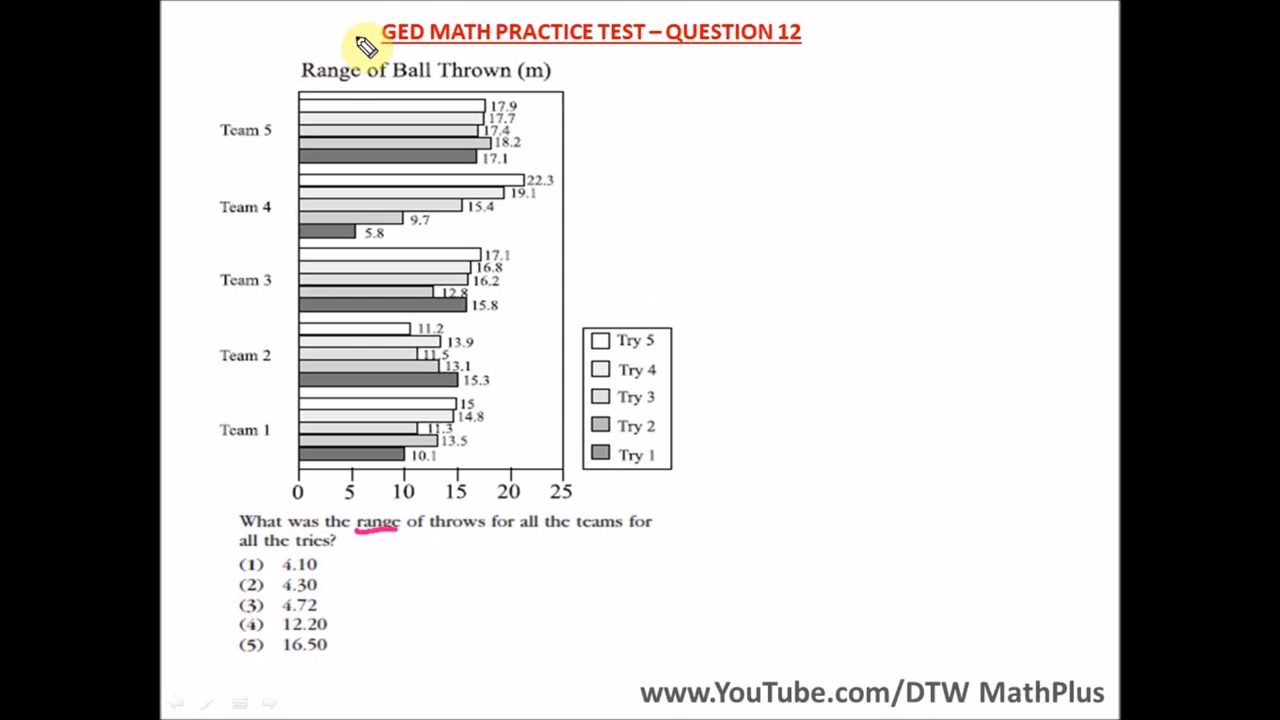 GED MATH PRACTICE TEST – QUESTION 12
Range of Ball Thrown (m)
Team 5
17.9
17.7
17.4
18.2
17.1
Team 4
22.3
19.1
15.4
9.7
5.8
Team 3
17.1
16.8
16.2
12.8
15.8
Team 2
11.2
13.9
11.5
13.1
15.3
Team 1
15
14.8
11.3
13.5
10.1
Try 5
Try 4
Try 3
Try 2
Try 1
0 5 10 15 20 25
What was the range of throws for all the teams for
all the tries?
(1) 4.10
(2) 4.30
(3) 4.72
(4) 12.20
(5) 16.50
www.YouTube.com/DTW MathPlus